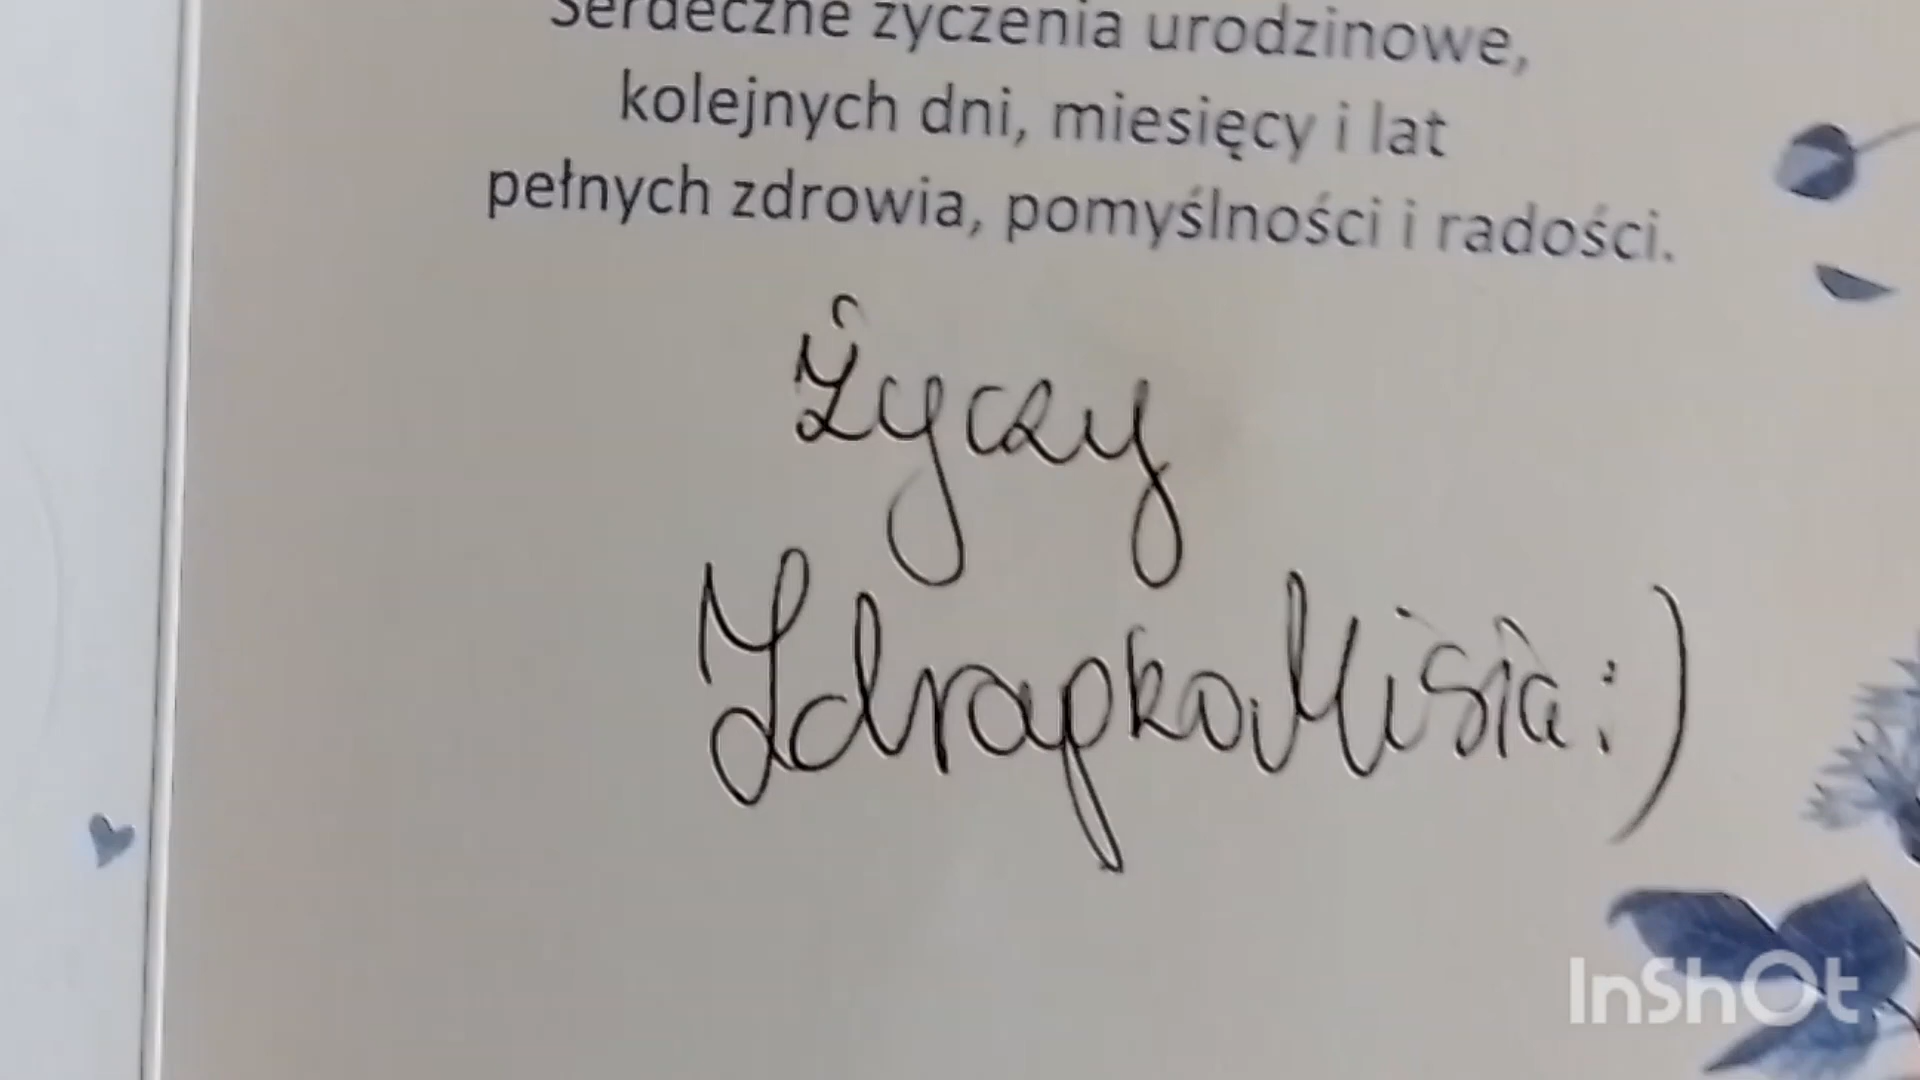 Serdeczne życzenia urodzinowe,
kolejnych dni, miesięcy i lat
pełnych zdrowia, pomyślności i radości.
Życzy
ZdrapkoMisia :)
InShOt